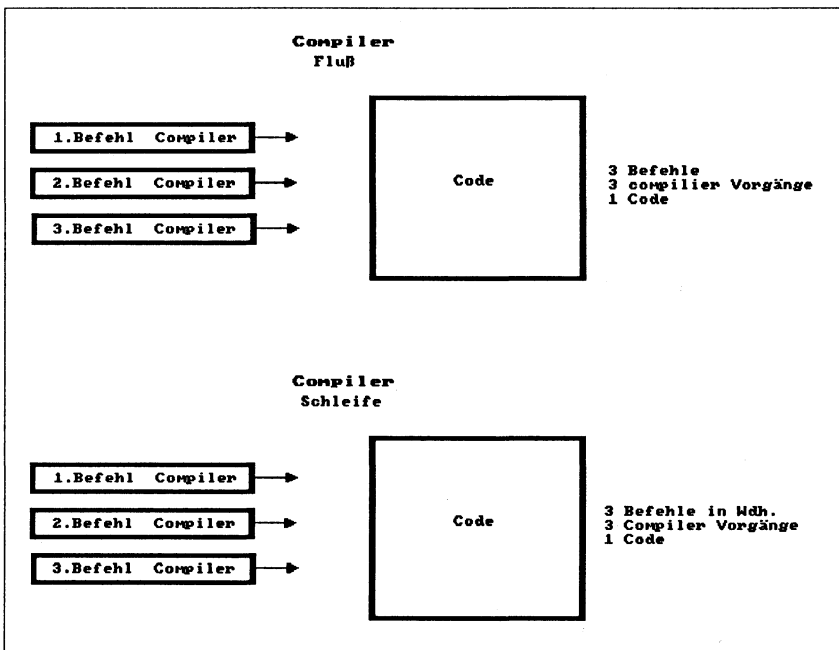 Compiler
Fluß
1.Befehl Compiler
2.Befehl Compiler
3.Befehl Compiler
Code
3 Befehle
3 compilier Vorgänge
1 Code
Compiler
Schleife
1.Befehl Compiler
2.Befehl Compiler
3.Befehl Compiler
Code
3 Befehle in Wdh.
3 Compiler Vorgänge
1 Code